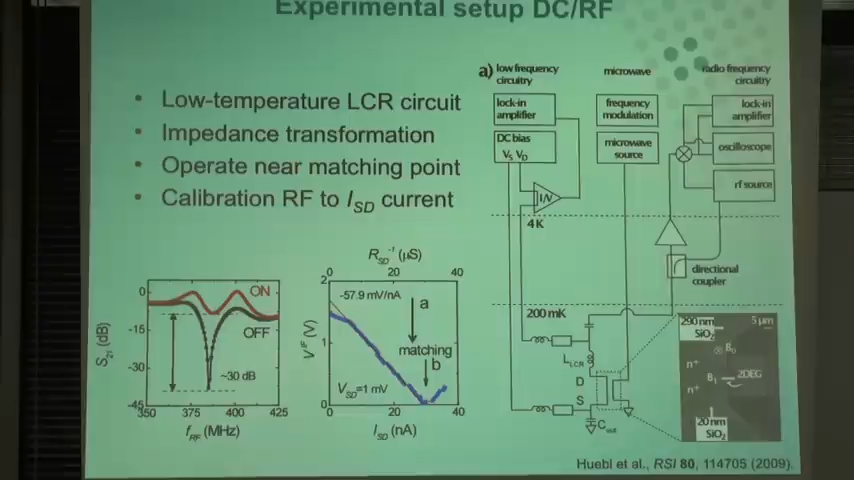 Experimental setup DC/RF
• Low-temperature LCR circuit
• Impedance transformation
• Operate near matching point
• Calibration RF to I_SD current
a) low frequency
circuitry
microwave
radio frequency
circuitry
lock-in
amplifier
frequency
modulation
lock-in
amplifier
DC bias
V_S V_D
microwave
source
oscilloscope
rf source
I/V
4 K
directional
coupler
200 mK
L_LCR
D
S
C_out
290 nm
SiO₂
5 µm
B₀
n⁺
n⁺
B₁
2DEG
20 nm
SiO₂
0
-15
-30
-45
S₂₁ (dB)
ON
OFF
~30 dB
350
375
400
425
f_RF (MHz)
R_SD⁻¹ (µS)
0
20
40
2
1
0
V^IF (V)
-57.9 mV/nA
a
matching
b
V_SD=1 mV
0
20
40
I_SD (nA)
Huebl et al., RSI 80, 114705 (2009).